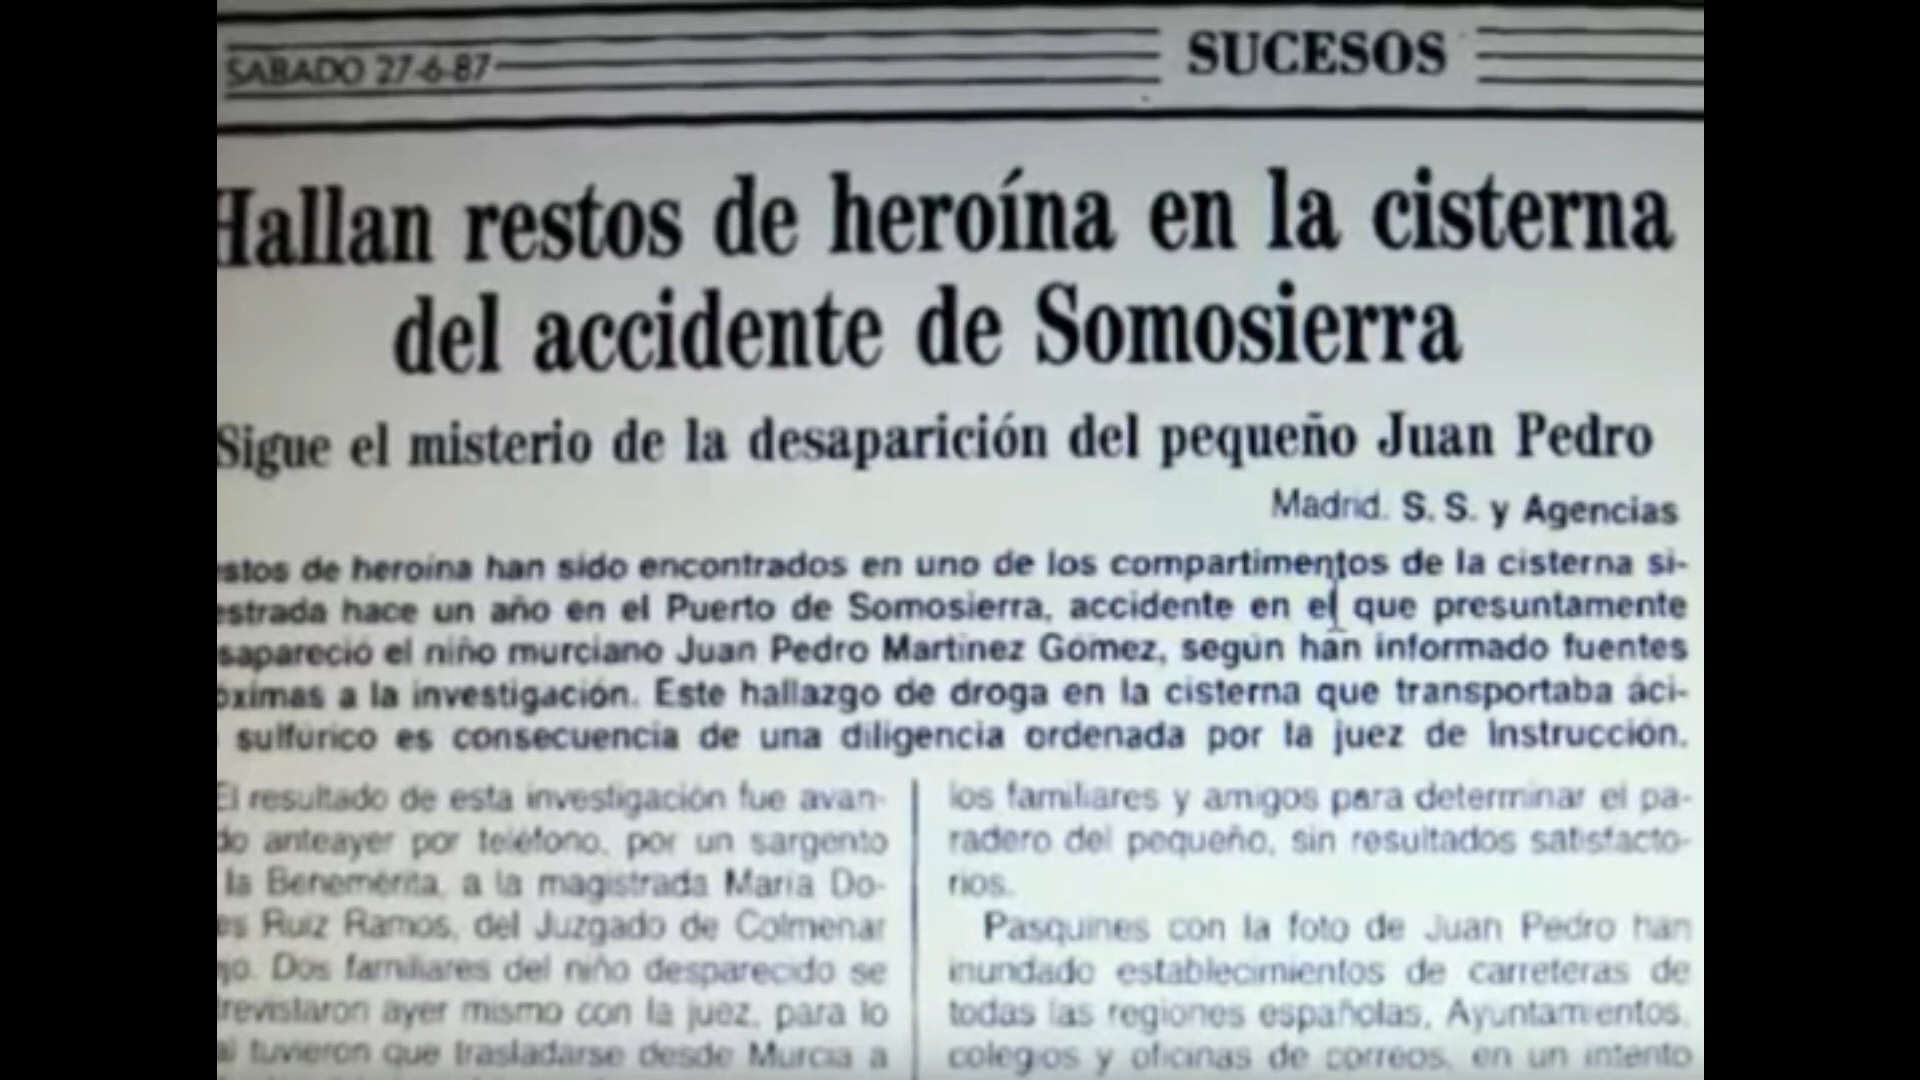 SABADO 27-6-87
SUCESOS
Hallan restos de heroína en la cisterna
del accidente de Somosierra
Sigue el misterio de la desaparición del pequeño Juan Pedro
Madrid. S. S. y Agencias
estos de heroína han sido encontrados en uno de los compartimentos de la cisterna si-
estrada hace un año en el Puerto de Somosierra, accidente en el que presuntamente
sapareció el niño murciano Juan Pedro Martínez Gómez, según han informado fuentes
óximas a la investigación. Este hallazgo de droga en la cisterna que transportaba áci-
sulfúrico es consecuencia de una diligencia ordenada por la juez de Instrucción.
El resultado de esta investigación fue avan-
do anteayer por teléfono, por un sargento
la Benemérita, a la magistrada María Do-
es Ruiz Ramos, del Juzgado de Colmenar
jo. Dos familiares del niño desparecido se
trevistaron ayer mismo con la juez, para lo
al tuvieron que trasladarse desde Murcia a
los familiares y amigos para determinar el pa-
radero del pequeño, sin resultados satisfacto-
rios.
Pasquines con la foto de Juan Pedro han
inundado establecimientos de carreteras de
todas las regiones españolas, Ayuntamientos,
colegios y oficinas de correos, en un intento